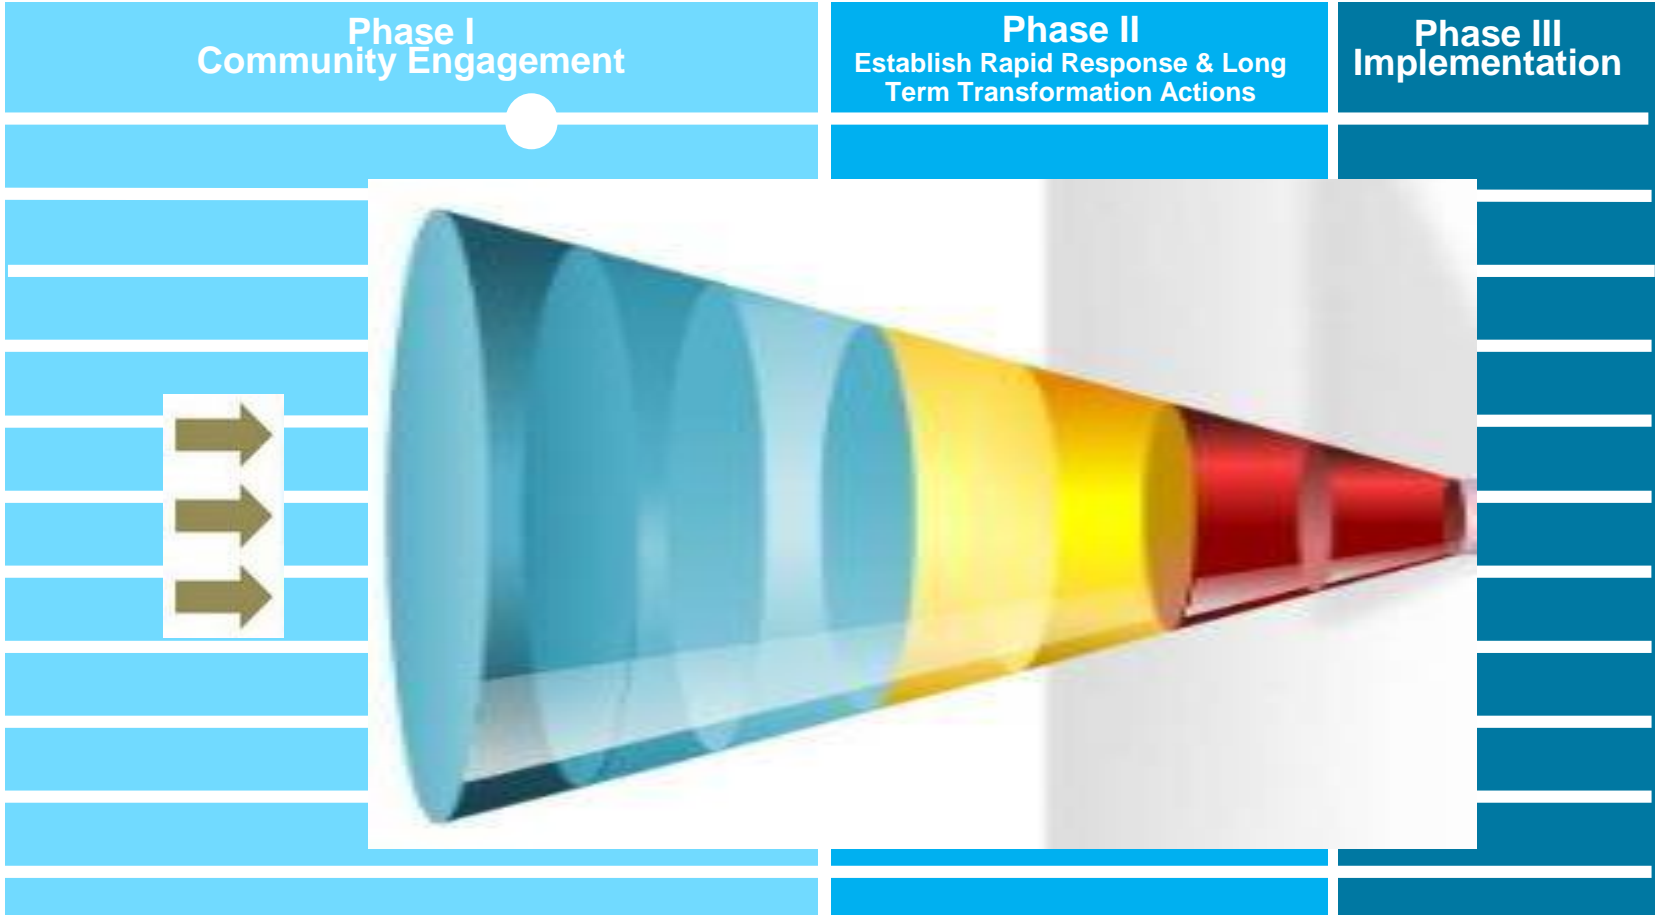 Phase I
Community Engagement
Phase II
Establish Rapid Response & Long
Term Transformation Actions
Phase III
Implementation